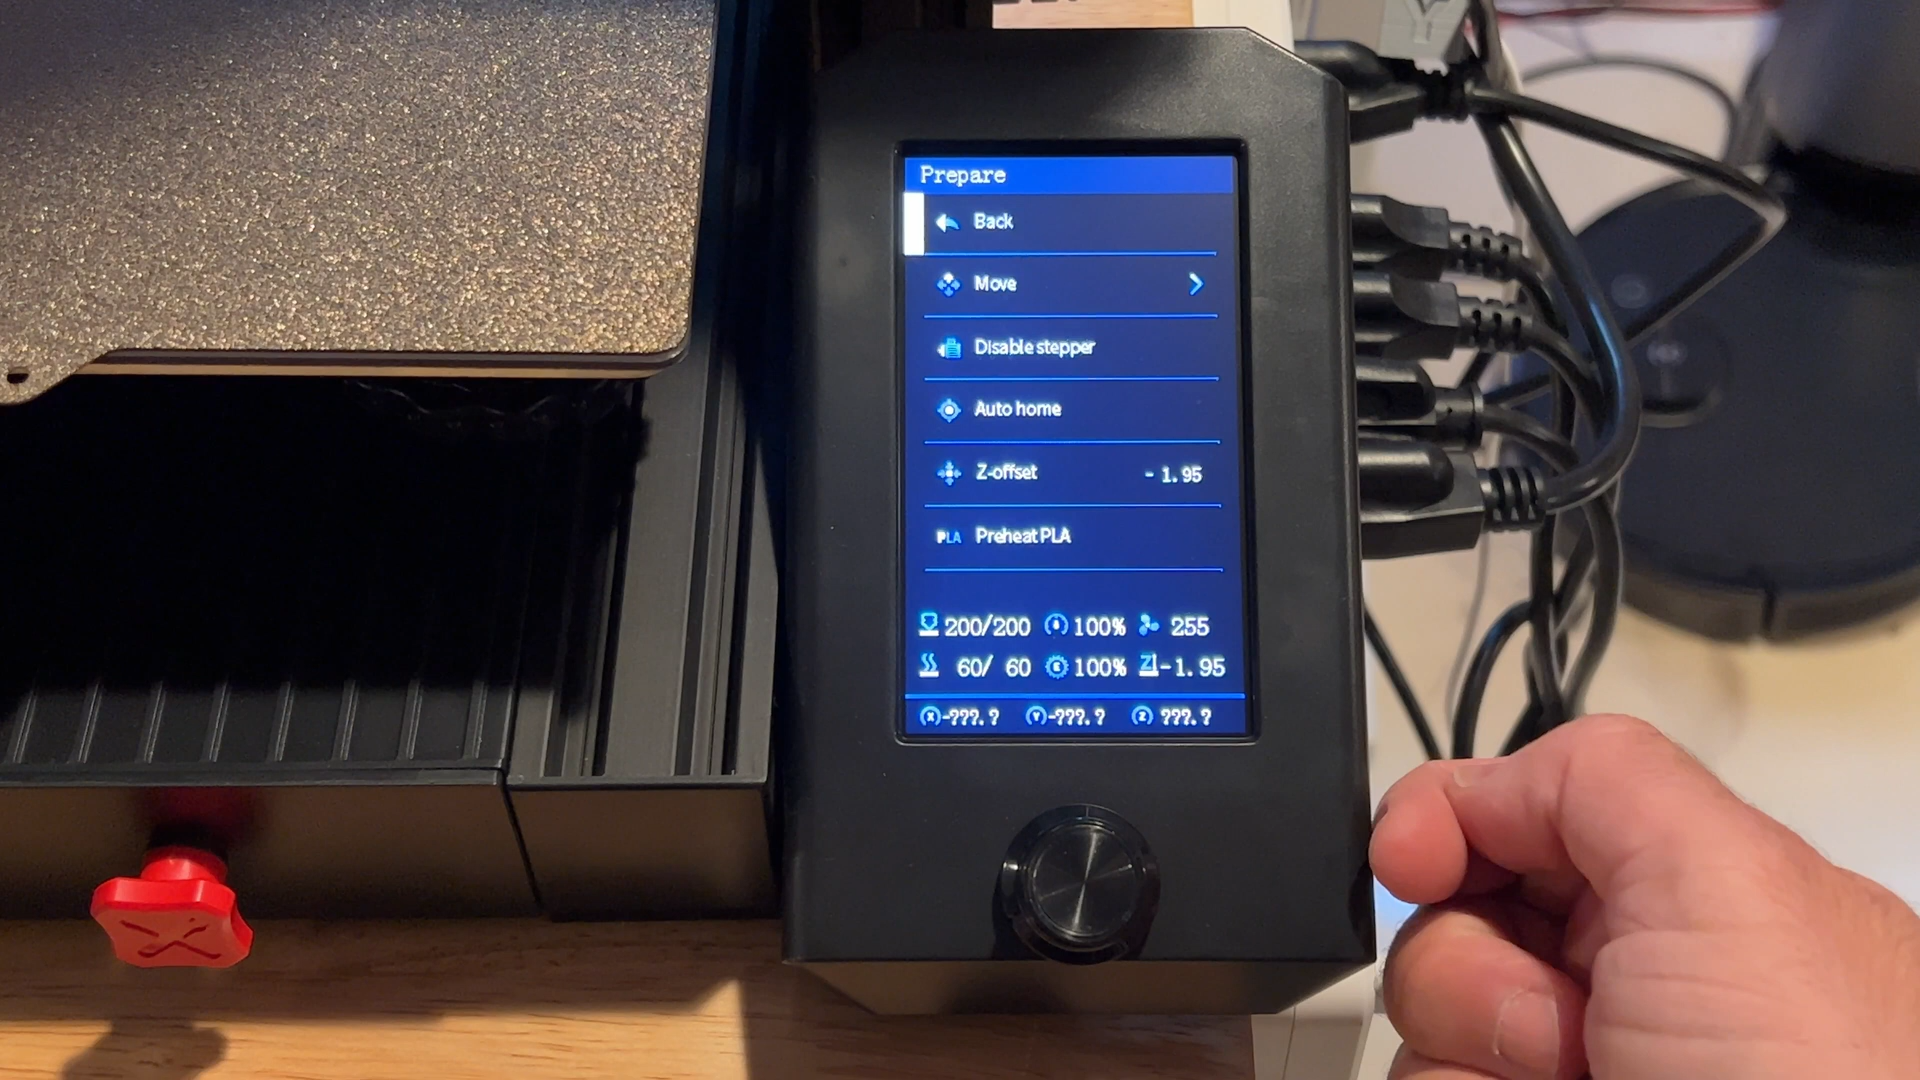 Y
Prepare
Back
Move
Disable stepper
Auto home
Z-offset - 1.95
PLA Preheat PLA
200/200 100% 255
60/ 60 E 100% Z -1.95
X -???.? Y -???.? Z ???.?